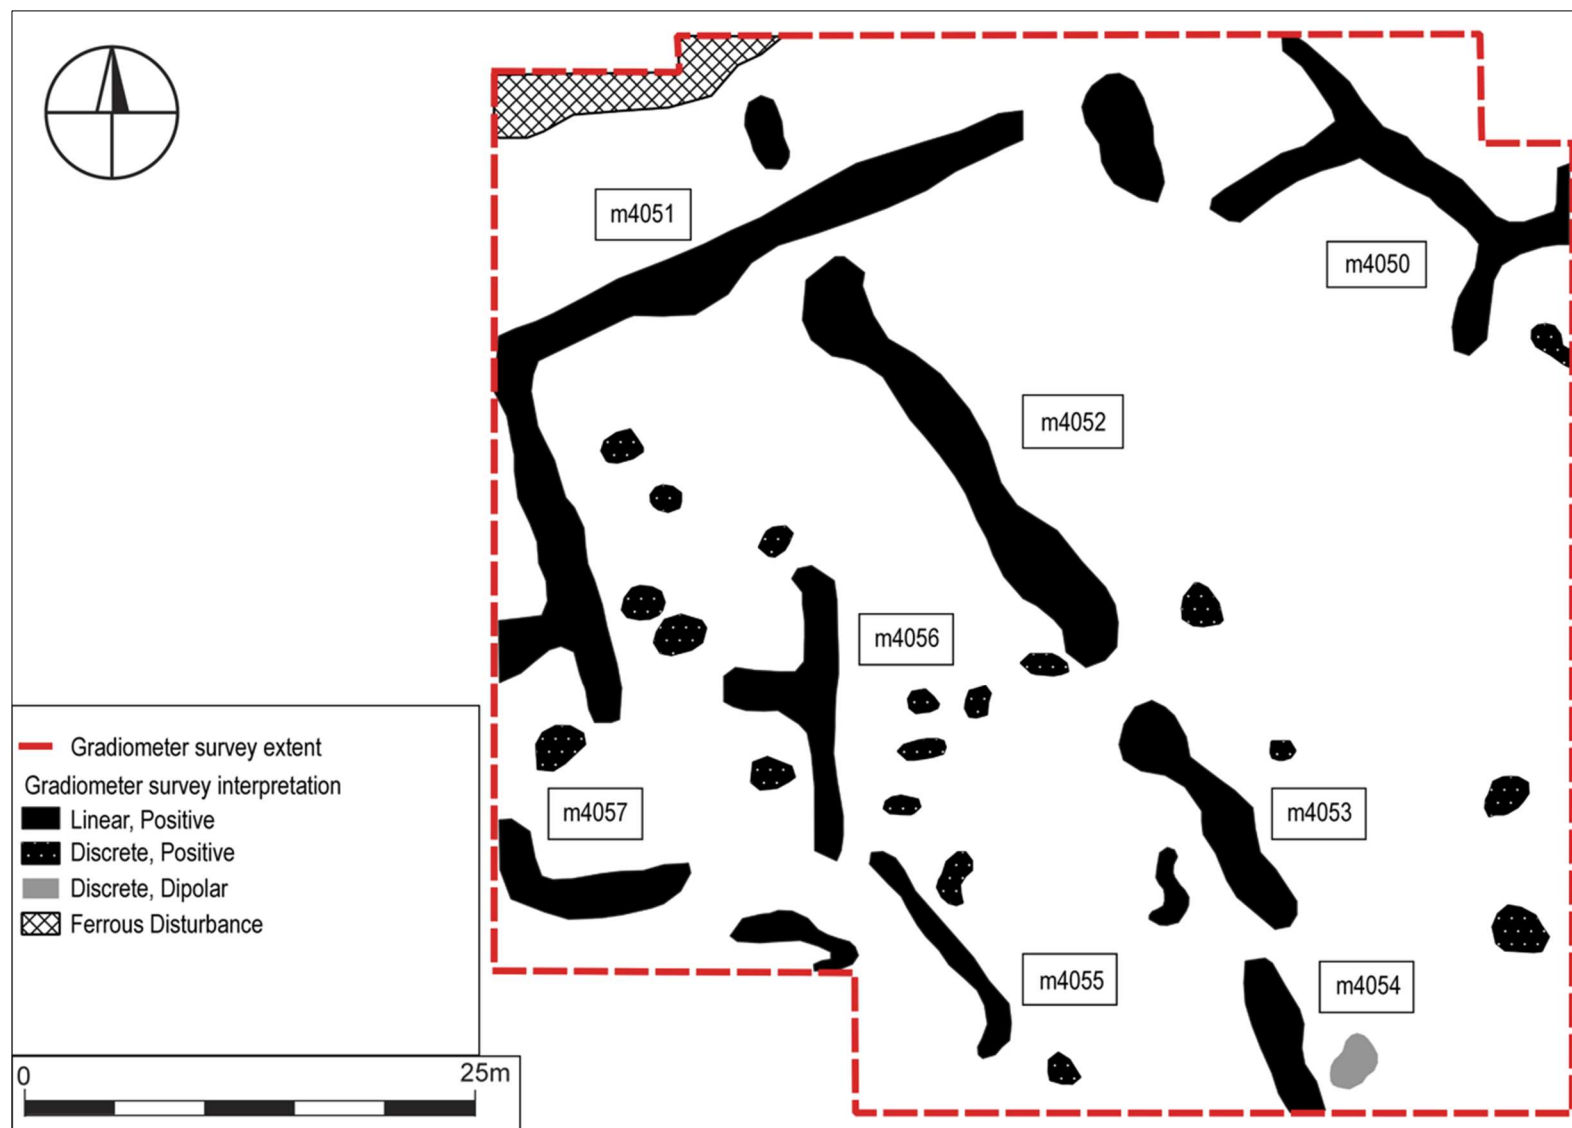 m4051
m4050
m4052
m4056
m4057
m4053
m4055
m4054
Gradiometer survey extent
Gradiometer survey interpretation
Linear, Positive
Discrete, Positive
Discrete, Dipolar
Ferrous Disturbance
0
25m